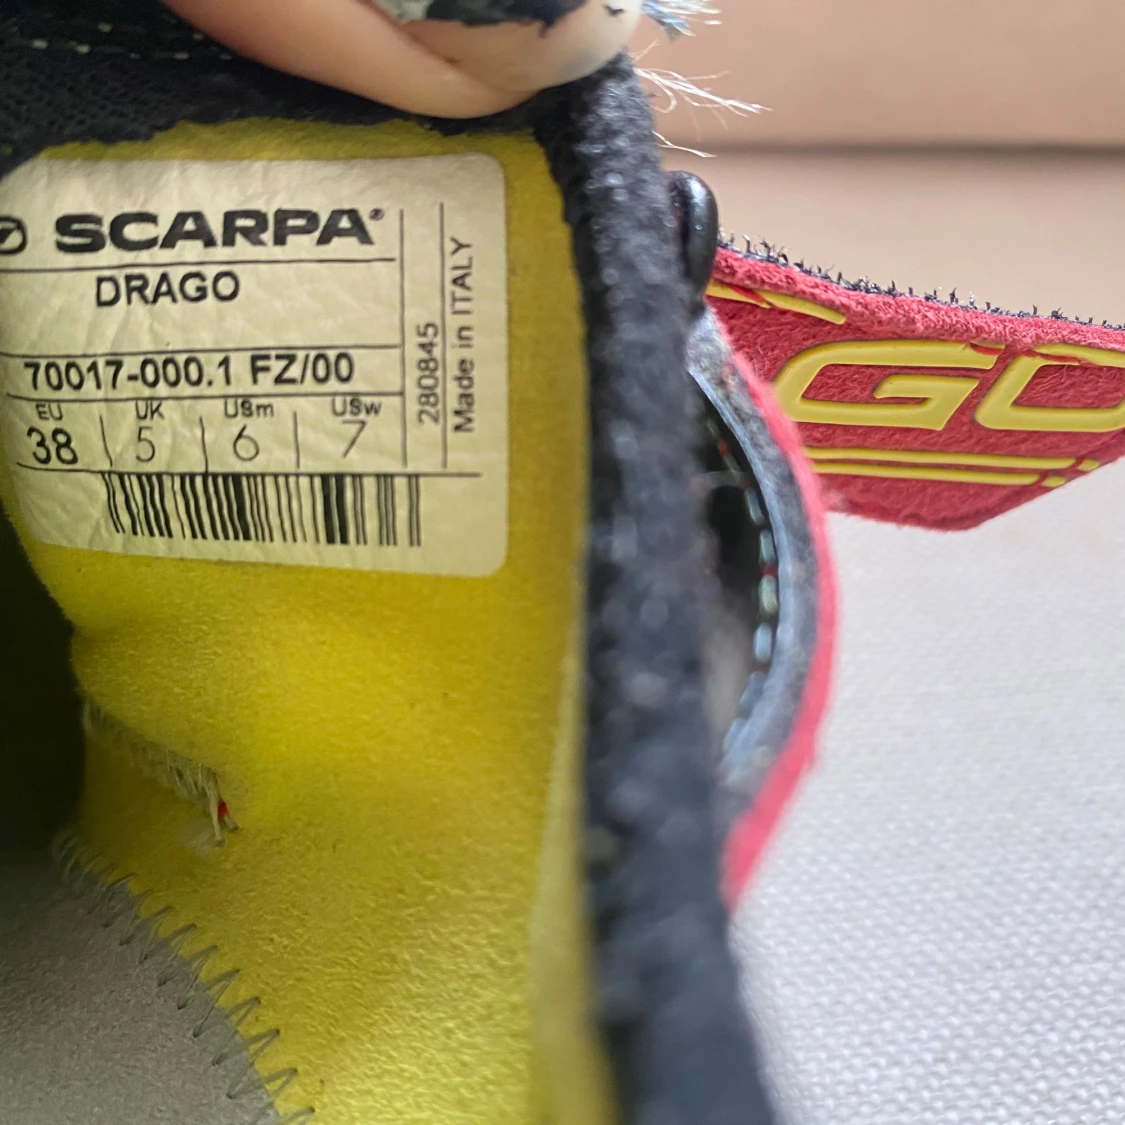 SCARPA®
DRAGO
70017-000.1 FZ/00
EU UK USm USw
38 5 6 7
280845
Made in ITALY
GO